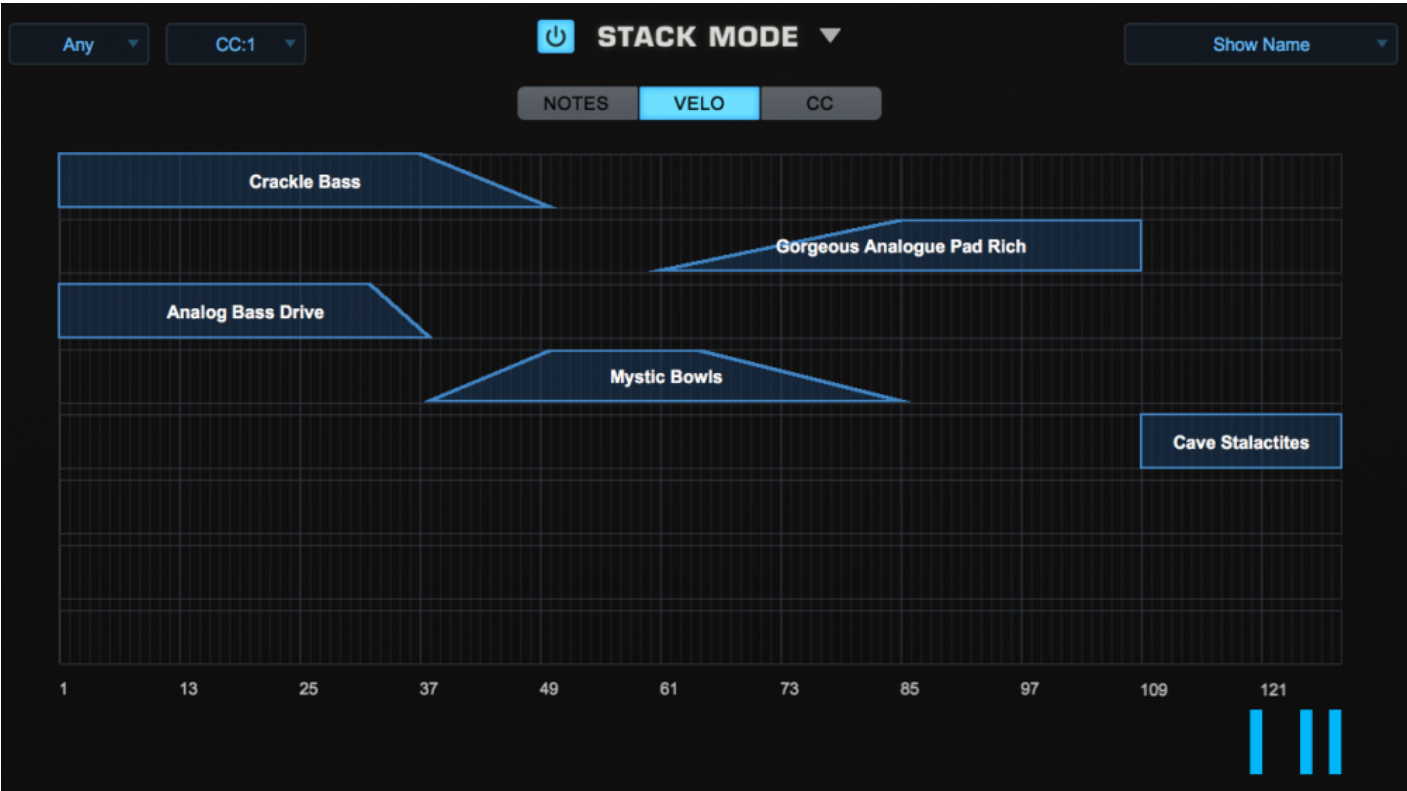 Any CC:1 STACK MODE Show Name
NOTES VELO CC
Crackle Bass
Gorgeous Analogue Pad Rich
Analog Bass Drive
Mystic Bowls
Cave Stalactites
1 13 25 37 49 61 73 85 97 109 121